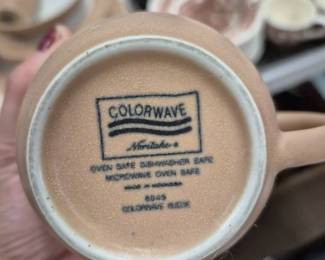 COLORWAVE
Noritake ®
OVEN SAFE DISHWASHER SAFE
MICROWAVE OVEN SAFE
MADE IN INDONESIA
8045
COLORWAVE SUEDE